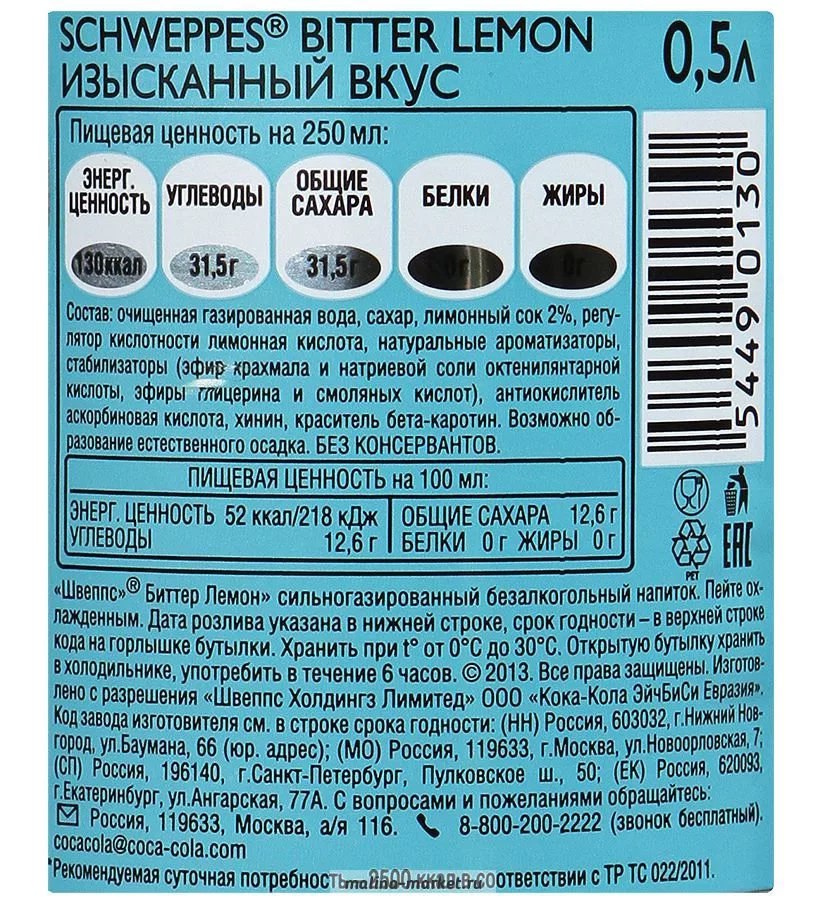 SCHWEPPES® BITTER LEMON
ИЗЫСКАННЫЙ ВКУС
0,5л
Пищевая ценность на 250 мл:
ЭНЕРГ. ЦЕННОСТЬ
УГЛЕВОДЫ
ОБЩИЕ САХАРА
БЕЛКИ
ЖИРЫ
130ккал
31,5г
31,5г
0г
0г
Состав: очищенная газированная вода, сахар, лимонный сок 2%, регу-
лятор кислотности лимонная кислота, натуральные ароматизаторы,
стабилизаторы (эфир крахмала и натриевой соли октенилянтарной
кислоты, эфиры глицерина и смоляных кислот), антиокислитель
аскорбиновая кислота, хинин, краситель бета-каротин. Возможно об-
разование естественного осадка. БЕЗ КОНСЕРВАНТОВ.
ПИЩЕВАЯ ЦЕННОСТЬ на 100 мл:
ЭНЕРГ. ЦЕННОСТЬ 52 ккал/218 кДж
УГЛЕВОДЫ 12,6 г
ОБЩИЕ САХАРА 12,6 г
БЕЛКИ 0 г ЖИРЫ 0 г
5449 0130
PET
EAC
«Швеппс»® Биттер Лемон» сильногазированный безалкогольный напиток. Пейте ох-
лажденным. Дата розлива указана в нижней строке, срок годности – в верхней строке
кода на горлышке бутылки. Хранить при t° от 0°С до 30°С. Открытую бутылку хранить
в холодильнике, употребить в течение 6 часов. © 2013. Все права защищены. Изготов-
лено с разрешения «Швеппс Холдингз Лимитед» ООО «Кока-Кола ЭйчБиСи Евразия».
Код завода изготовителя см. в строке срока годности: (НН) Россия, 603032, г.Нижний Нов-
город, ул.Баумана, 66 (юр. адрес); (МО) Россия, 119633, г.Москва, ул.Новоорловская, 7;
(СП) Россия, 196140, г.Санкт-Петербург, Пулковское ш., 50; (ЕК) Россия, 620093,
г.Екатеринбург, ул.Ангарская, 77А. С вопросами и пожеланиями обращайтесь:
Россия, 119633, Москва, а/я 116. 8-800-200-2222 (звонок бесплатный).
cocacola@coca-cola.com
*Рекомендуемая суточная потребность 2500 ккал в соответствии с ТР ТС 022/2011.
malina-market.ru